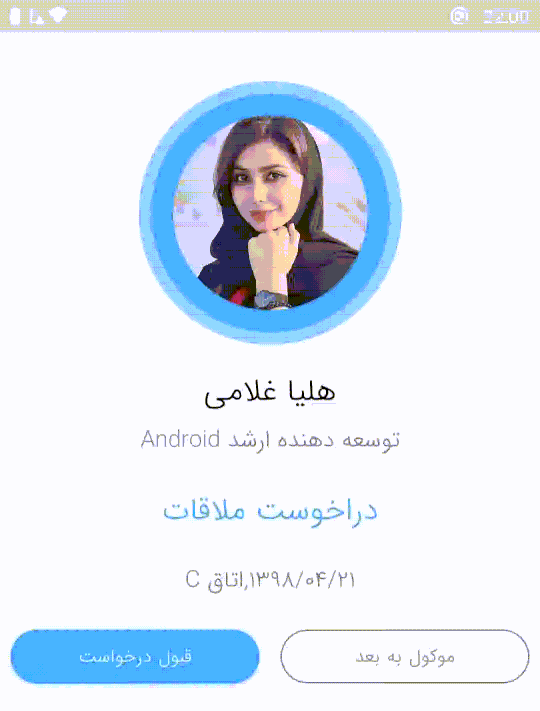 22:00
هلیا غلامی
توسعه دهنده ارشد Android
دراخوست ملاقات
۱۳۹۸/۰۴/۲۱,اتاق C
قبول درخواست
موکول به بعد